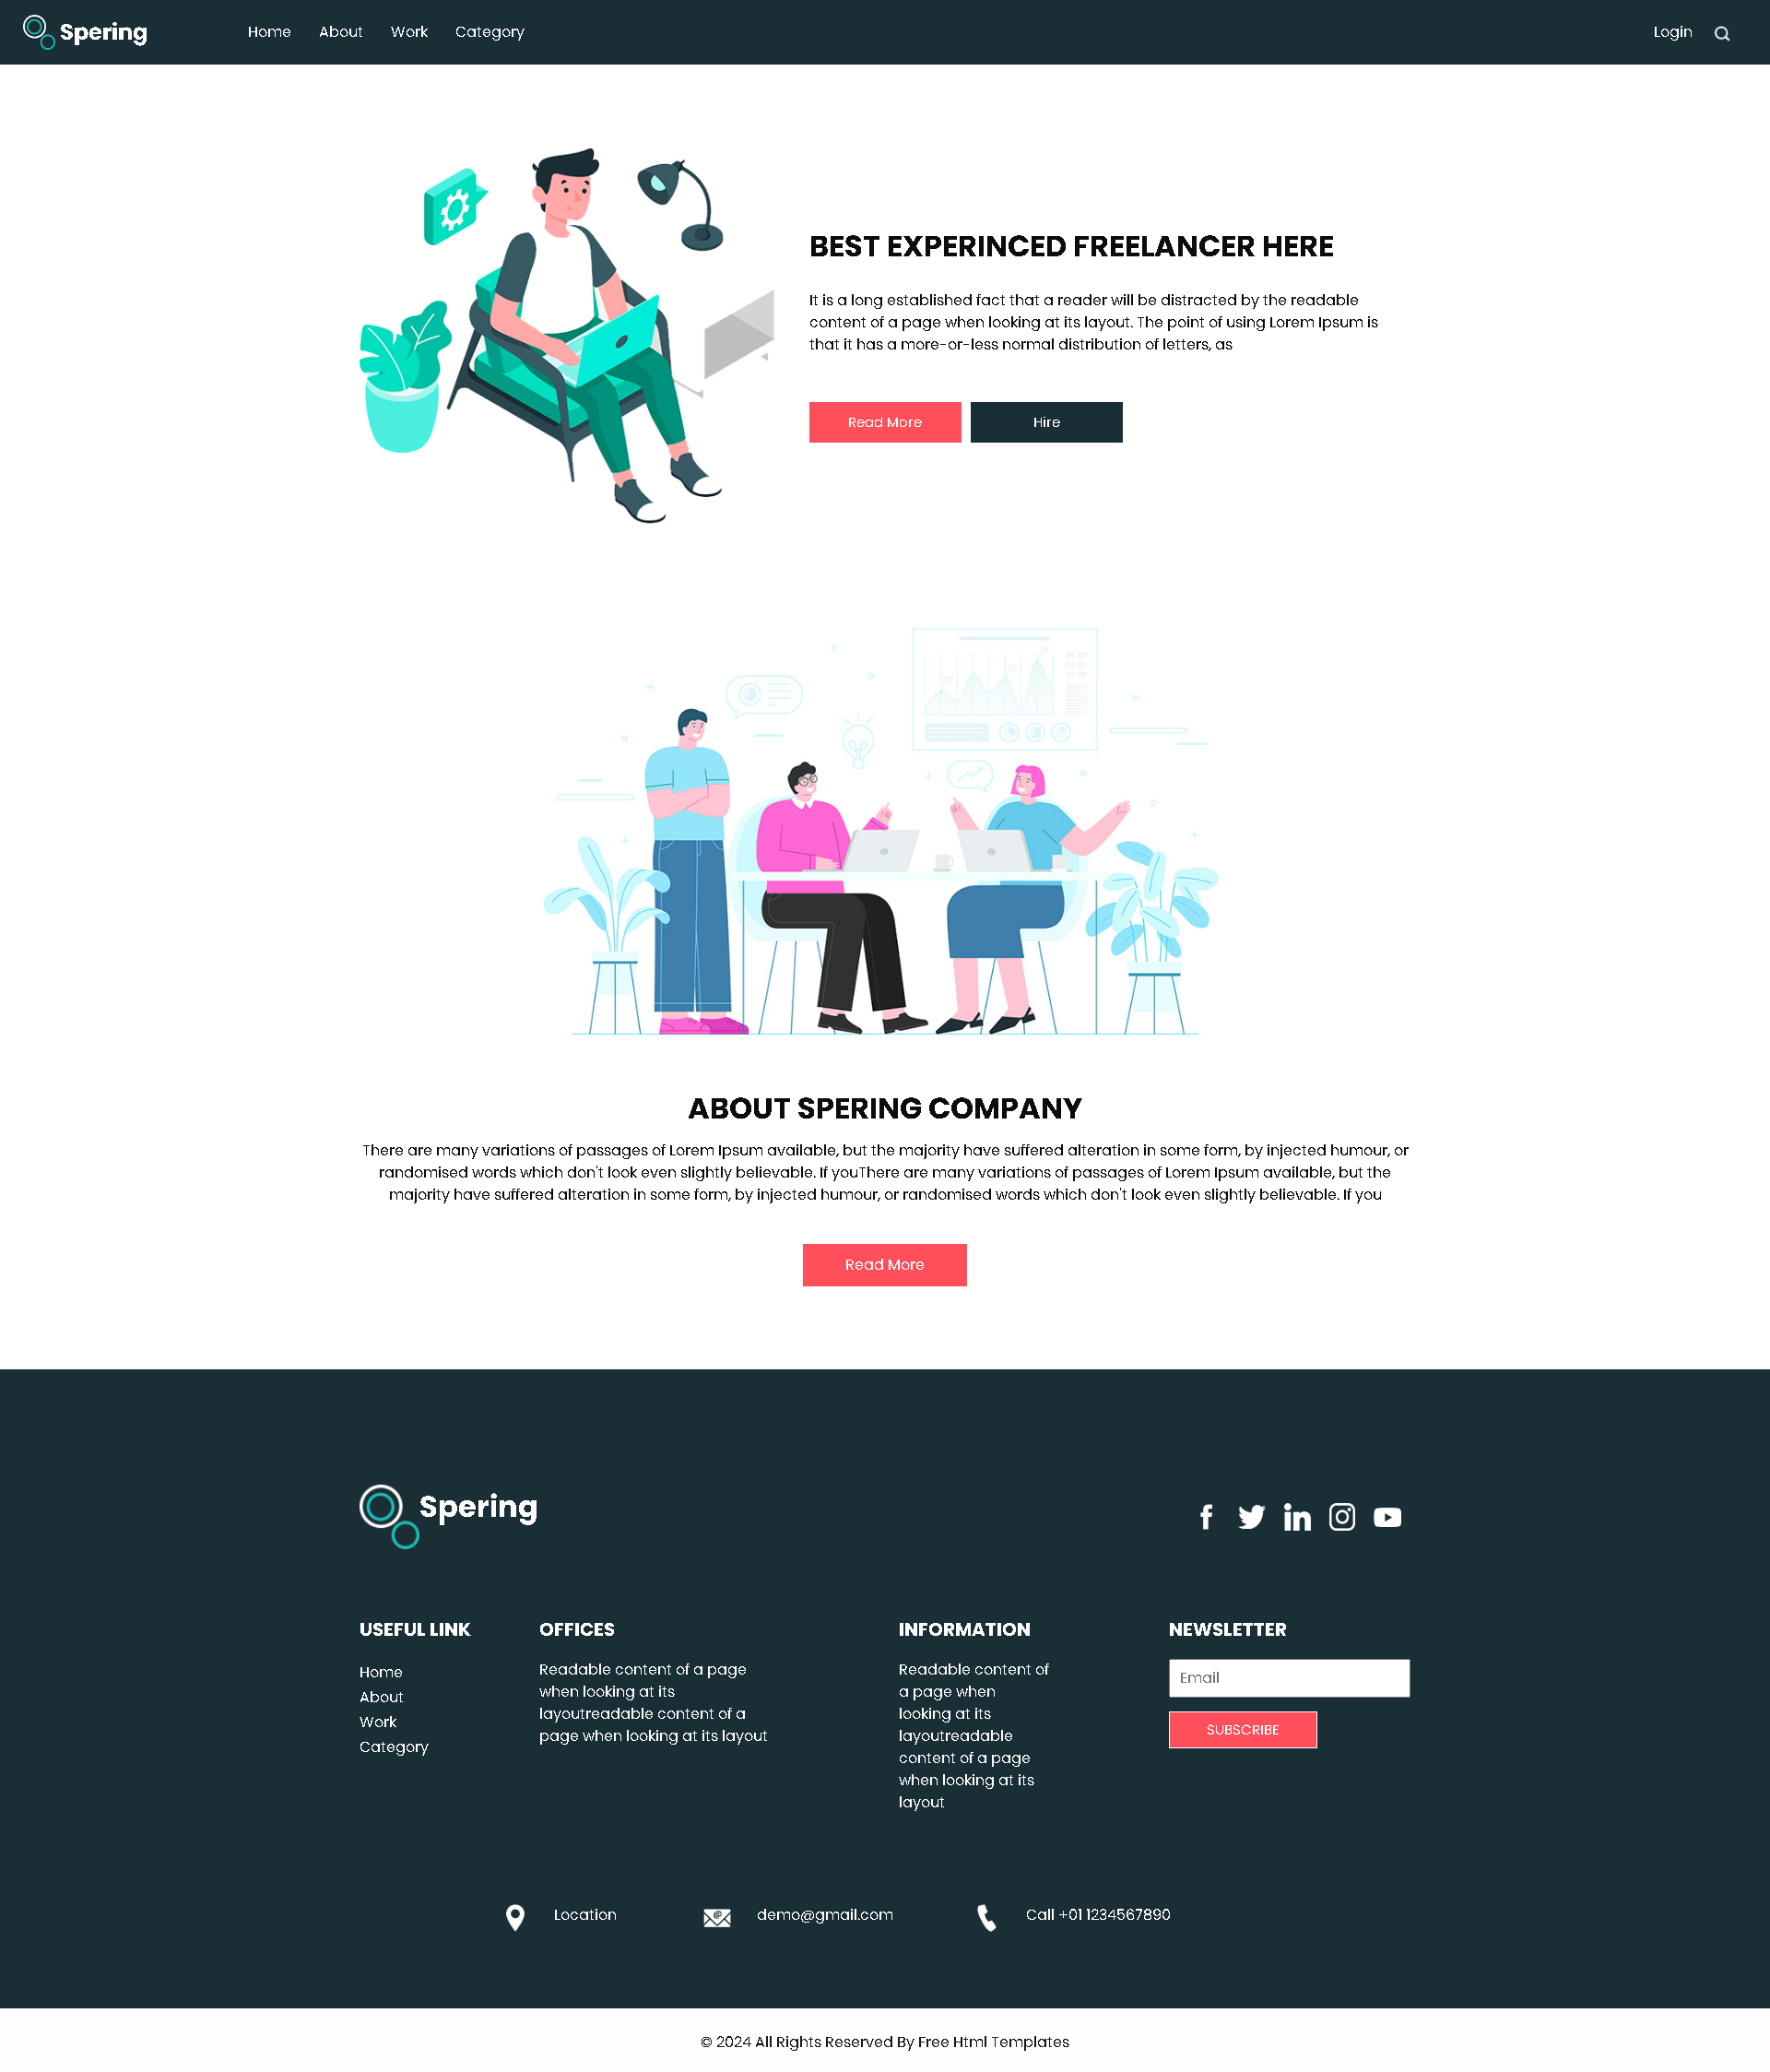 Spering
Home About Work Category
Login
BEST EXPERINCED FREELANCER HERE
It is a long established fact that a reader will be distracted by the readable
content of a page when looking at its layout. The point of using Lorem Ipsum is
that it has a more-or-less normal distribution of letters, as
Read More
Hire
ABOUT SPERING COMPANY
There are many variations of passages of Lorem Ipsum available, but the majority have suffered alteration in some form, by injected humour, or
randomised words which don't look even slightly believable. If youThere are many variations of passages of Lorem Ipsum available, but the
majority have suffered alteration in some form, by injected humour, or randomised words which don't look even slightly believable. If you
Read More
Spering
USEFUL LINK
Home
About
Work
Category
OFFICES
Readable content of a page
when looking at its
layoutreadable content of a
page when looking at its layout
INFORMATION
Readable content of
a page when
looking at its
layoutreadable
content of a page
when looking at its
layout
NEWSLETTER
Email
SUBSCRIBE
Location
demo@gmail.com
Call +01 1234567890
© 2024 All Rights Reserved By Free Html Templates